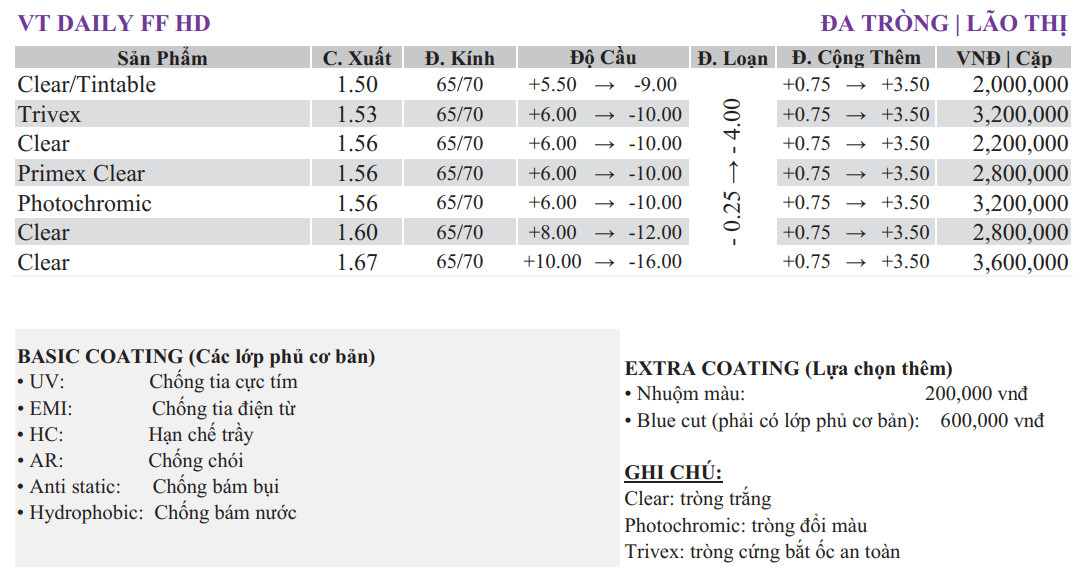 VT DAILY FF HD ĐA TRÒNG | LÃO THỊ
Sản Phẩm C. Xuất Đ. Kính Độ Cầu Đ. Loạn Đ. Cộng Thêm VNĐ | Cặp
Clear/Tintable 1.50 65/70 +5.50 → -9.00 +0.75 → +3.50 2,000,000
Trivex 1.53 65/70 +6.00 → -10.00 +0.75 → +3.50 3,200,000
Clear 1.56 65/70 +6.00 → -10.00 +0.75 → +3.50 2,200,000
Primex Clear 1.56 65/70 +6.00 → -10.00 +0.75 → +3.50 2,800,000
Photochromic 1.56 65/70 +6.00 → -10.00 +0.75 → +3.50 3,200,000
Clear 1.60 65/70 +8.00 → -12.00 +0.75 → +3.50 2,800,000
Clear 1.67 65/70 +10.00 → -16.00 +0.75 → +3.50 3,600,000
- 0.25 → - 4.00
BASIC COATING (Các lớp phủ cơ bản)
• UV: Chống tia cực tím
• EMI: Chống tia điện từ
• HC: Hạn chế trầy
• AR: Chống chói
• Anti static: Chống bám bụi
• Hydrophobic: Chống bám nước
EXTRA COATING (Lựa chọn thêm)
• Nhuộm màu: 200,000 vnđ
• Blue cut (phải có lớp phủ cơ bản): 600,000 vnđ
GHI CHÚ:
Clear: tròng trắng
Photochromic: tròng đổi màu
Trivex: tròng cứng bắt ốc an toàn